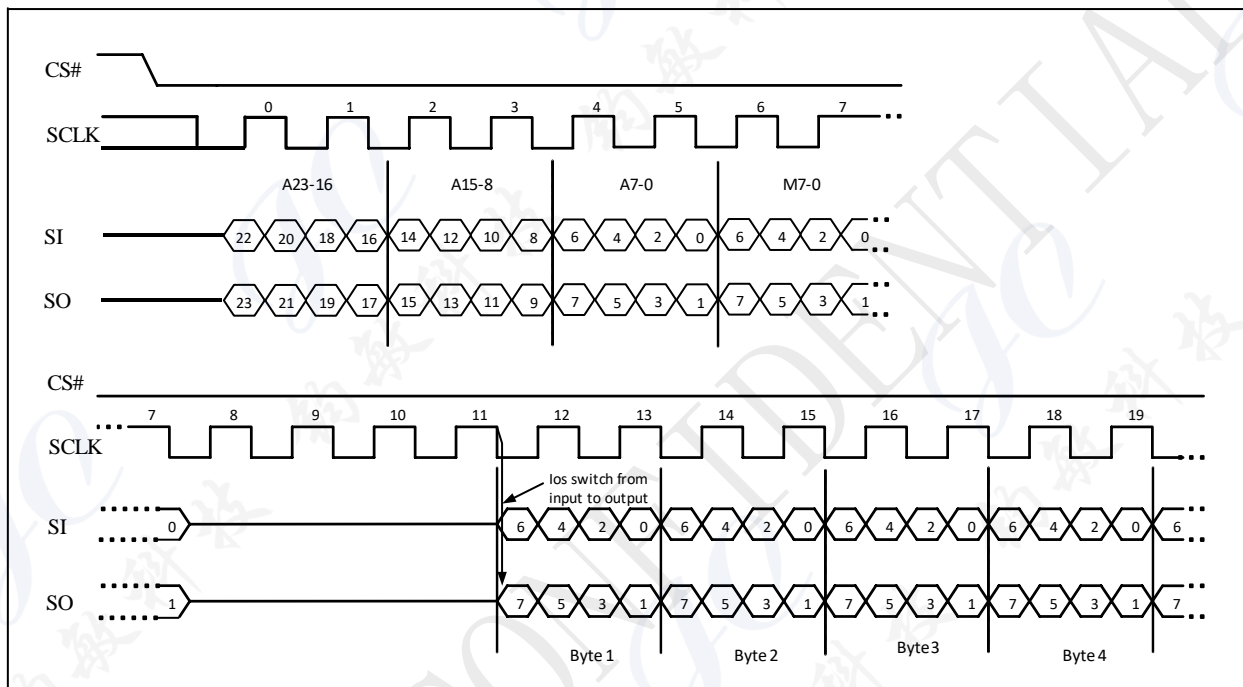 CS#
0 1 2 3 4 5 6 7
SCLK
A23-16 A15-8 A7-0 M7-0
SI 22 20 18 16 14 12 10 8 6 4 2 0 6 4 2 0
SO 23 21 19 17 15 13 11 9 7 5 3 1 7 5 3 1
CS#
7 8 9 10 11 12 13 14 15 16 17 18 19
SCLK
Ios switch from
input to output
SI 0 6 4 2 0 6 4 2 0 6 4 2 0 6 4 2 0 6
SO 1 7 5 3 1 7 5 3 1 7 5 3 1 7 5 3 1 7
Byte 1 Byte 2 Byte 3 Byte 4
CONFIDENTIAL